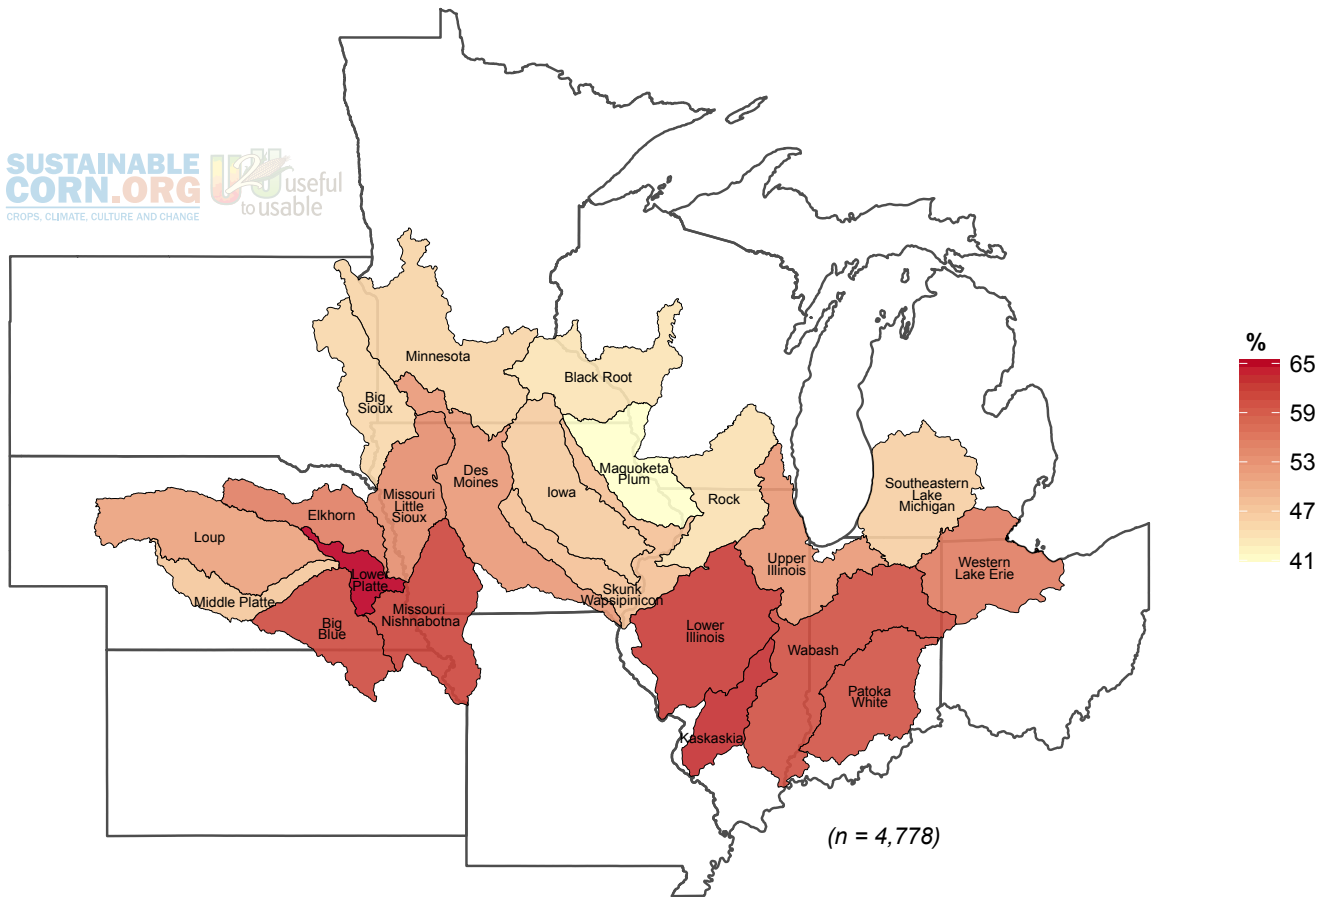 SUSTAINABLE
CORN.ORG
CROPS, CLIMATE, CULTURE AND CHANGE
U2U
useful
to usable
Minnesota
Black Root
Big
Sioux
Maquoketa
Plum
Des
Moines
Iowa
Rock
Southeastern
Lake
Michigan
Missouri
Little
Sioux
Elkhorn
Loup
Lower
Platte
Middle Platte
Big
Blue
Missouri
Nishnabotna
Skunk
Wapsipinicon
Upper
Illinois
Western
Lake Erie
Lower
Illinois
Wabash
Patoka
White
Kaskaskia
(n = 4,778)
%
65
59
53
47
41